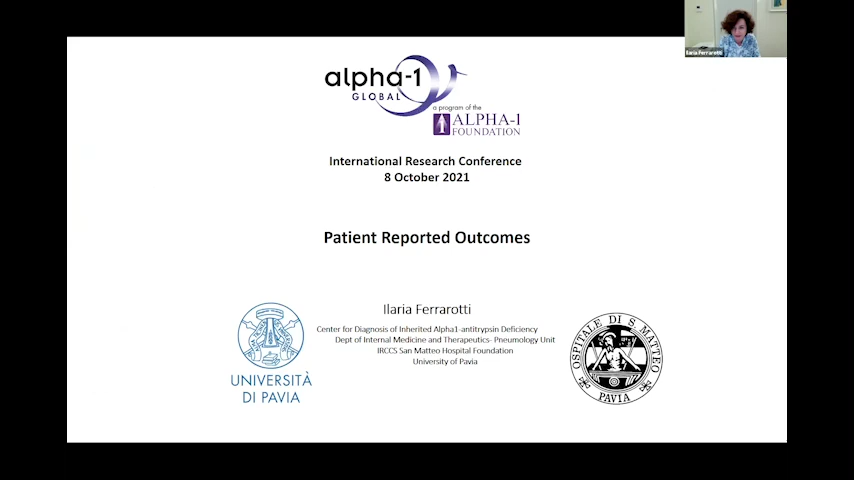 Ilaria Ferrarotti
alpha-1
GLOBAL
a program of the
ALPHA-1
FOUNDATION
International Research Conference
8 October 2021
Patient Reported Outcomes
Ilaria Ferrarotti
Center for Diagnosis of Inherited Alpha1-antitrypsin Deficiency
Dept of Internal Medicine and Therapeutics- Pneumology Unit
IRCCS San Matteo Hospital Foundation
University of Pavia
UNIVERSITÀ
DI PAVIA
OSPITALE DI S. MATTEO
PAVIA